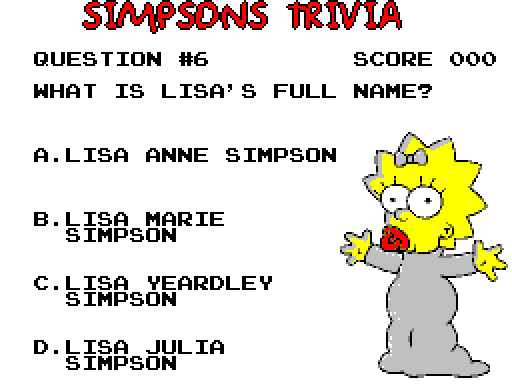 SIMPSONS TRIVIA
QUESTION #6 SCORE 000
WHAT IS LISA'S FULL NAME?
A.LISA ANNE SIMPSON
B.LISA MARIE
SIMPSON
C.LISA YEARDLEY
SIMPSON
D.LISA JULIA
SIMPSON